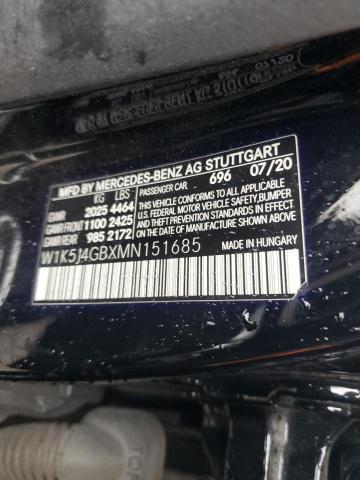 MFD BY MERCEDES-BENZ AG STUTTGART
KG LBS PASSENGER CAR. 696 07/20
GVWR 2025 4464 THIS VEHICLE CONFORMS TO ALL APPLICABLE
GAWR FRONT 1100 2425 U.S. FEDERAL MOTOR VEHICLE SAFETY, BUMPER
GAWR REAR 985 2172 AND THEFT PREVENTION STANDARDS IN EFFECT
ON THE DATE OF MANUFACTURE SHOWN ABOVE.
W1K5J4GBXMN151685 MADE IN HUNGARY